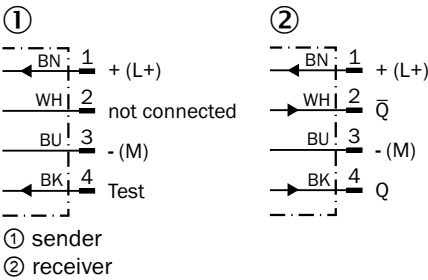 ① ②
BN 1 + (L+) BN 1 + (L+)
WH 2 not connected WH 2 Q̅
BU 3 - (M) BU 3 - (M)
BK 4 Test BK 4 Q
① sender
② receiver